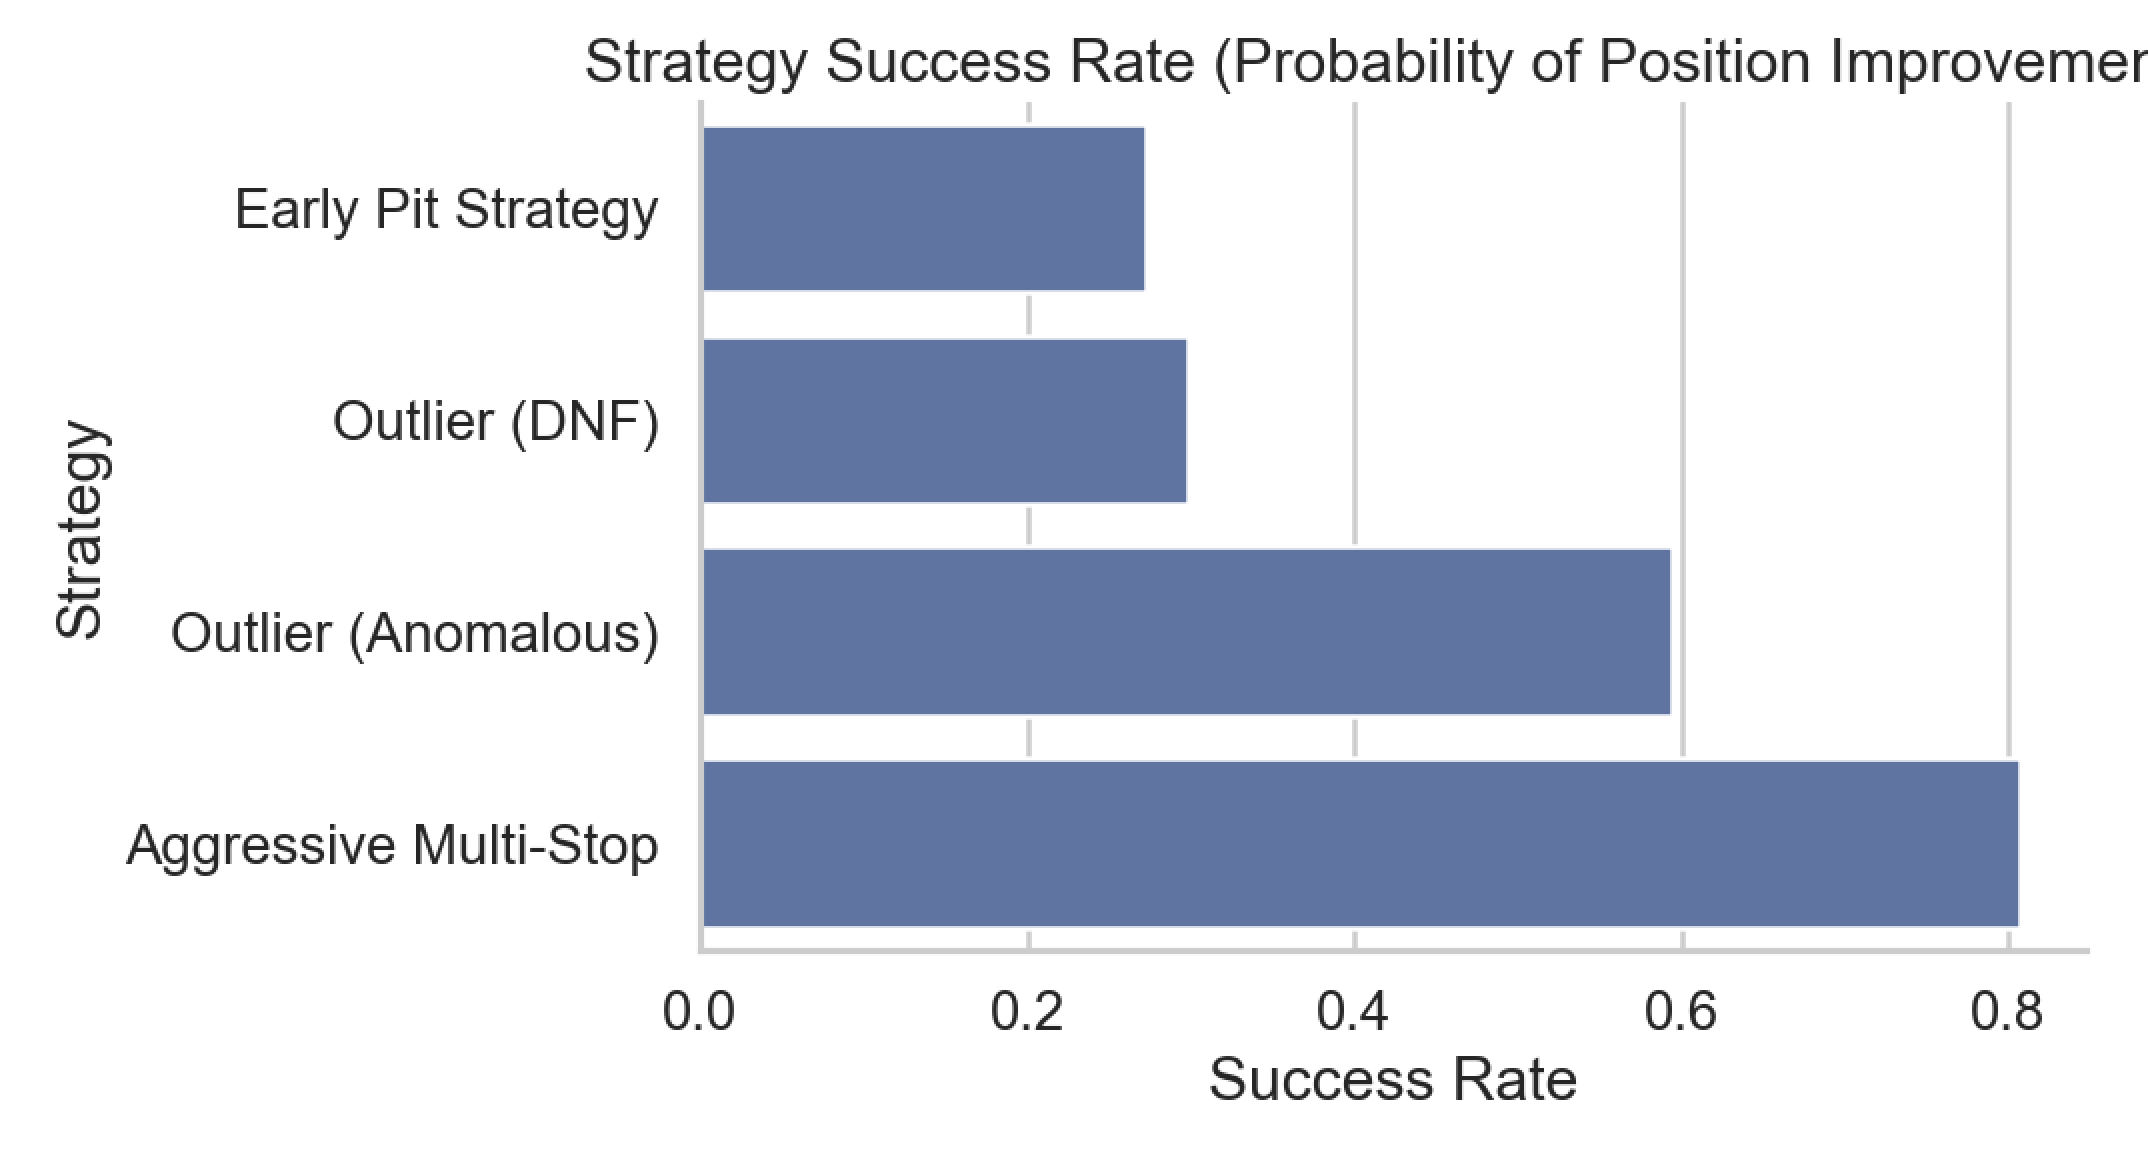 Strategy Success Rate (Probability of Position Improvemen
Early Pit Strategy
Outlier (DNF)
Outlier (Anomalous)
Aggressive Multi-Stop
Strategy
0.0 0.2 0.4 0.6 0.8
Success Rate